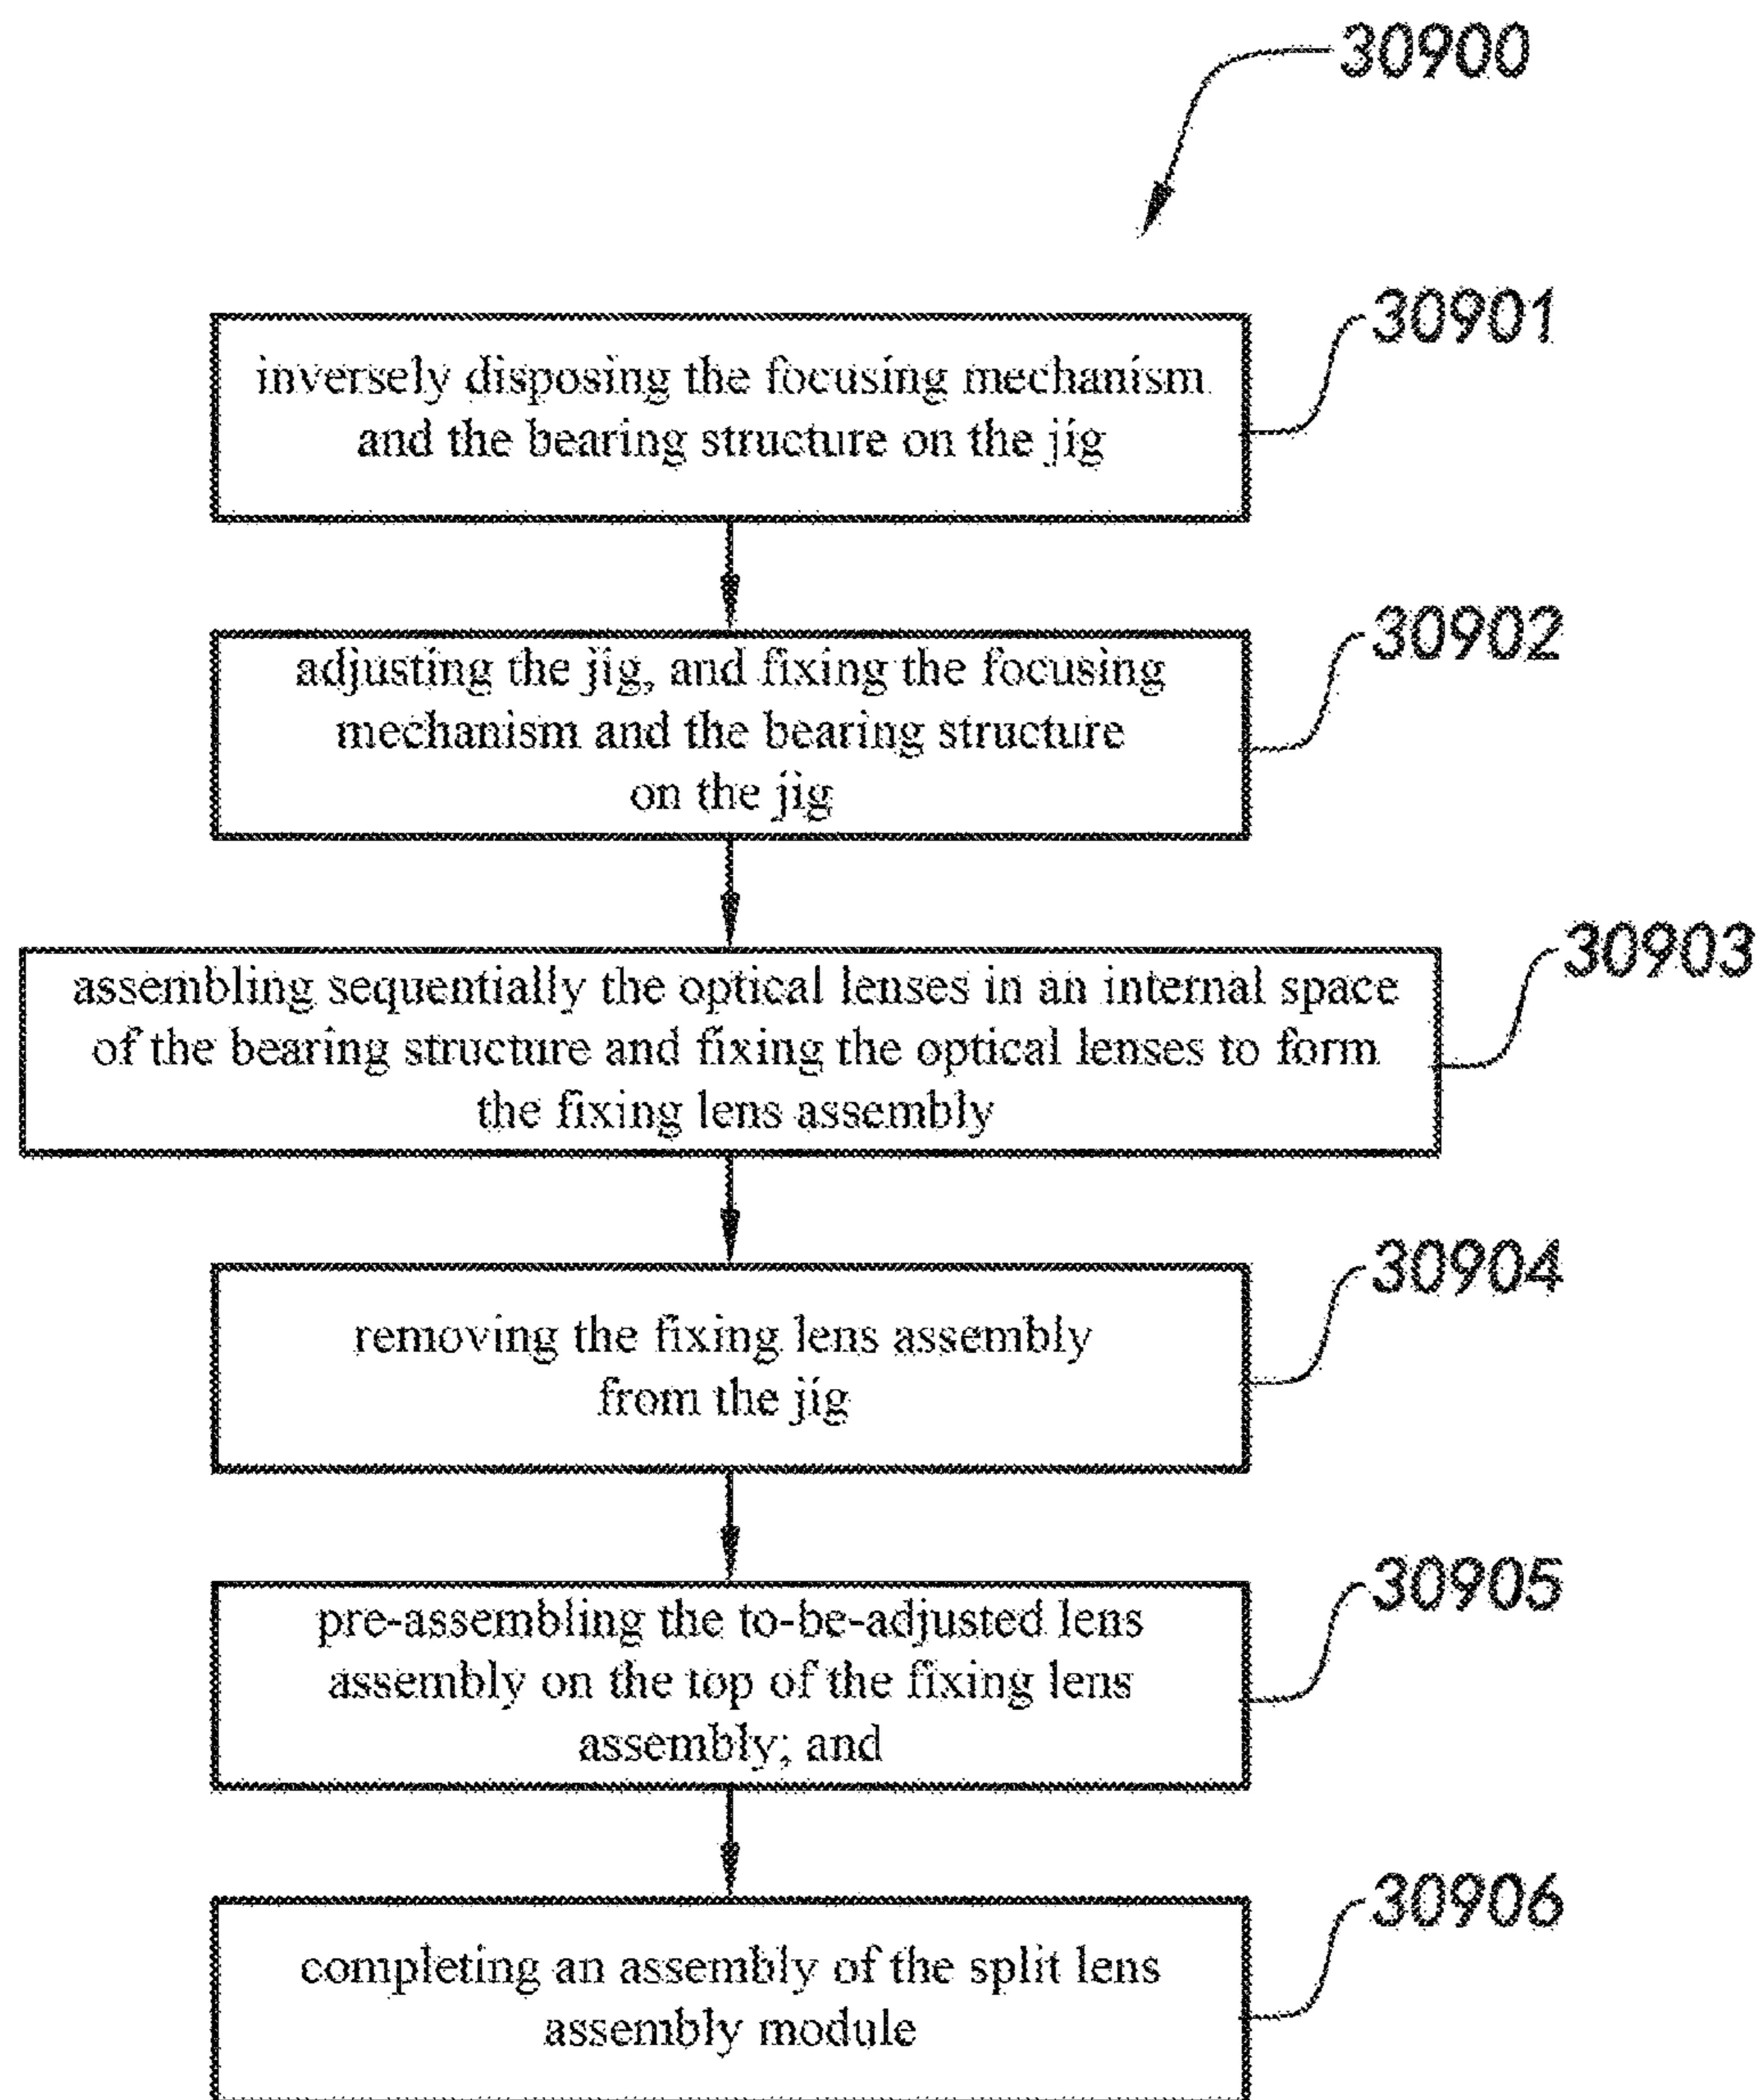 30900
30901
inversely disposing the focusing mechanism
and the bearing structure on the jig
30902
adjusting the jig, and fixing the focusing
mechanism and the bearing structure
on the jig
30903
assembling sequentially the optical lenses in an internal space
of the bearing structure and fixing the optical lenses to form
the fixing lens assembly
30904
removing the fixing lens assembly
from the jig
30905
pre-assembling the to-be-adjusted lens
assembly on the top of the fixing lens
assembly; and
30906
completing an assembly of the split lens
assembly module